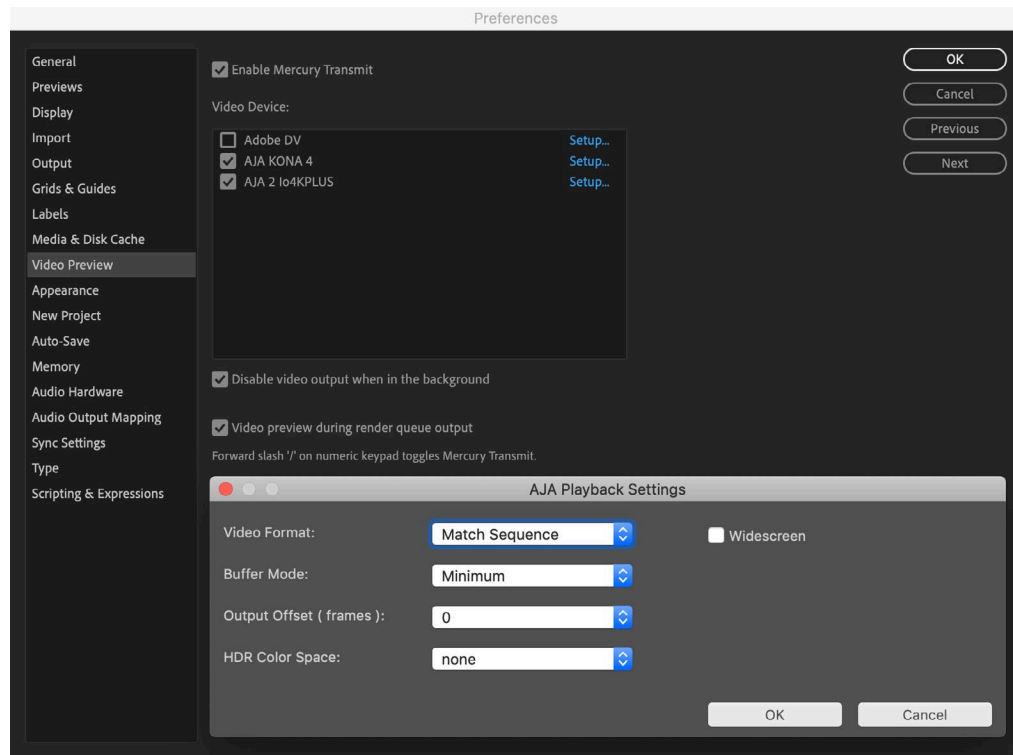 Preferences
General
Previews
Display
Import
Output
Grids & Guides
Labels
Media & Disk Cache
Video Preview
Appearance
New Project
Auto-Save
Memory
Audio Hardware
Audio Output Mapping
Sync Settings
Type
Scripting & Expressions
Enable Mercury Transmit
Video Device:
Adobe DV Setup...
AJA KONA 4 Setup...
AJA 2 Io4KPLUS Setup...
Disable video output when in the background
Video preview during render queue output
Forward slash '/' on numeric keypad toggles Mercury Transmit.
OK
Cancel
Previous
Next
AJA Playback Settings
Video Format: Match Sequence Widescreen
Buffer Mode: Minimum
Output Offset ( frames ): 0
HDR Color Space: none
OK Cancel